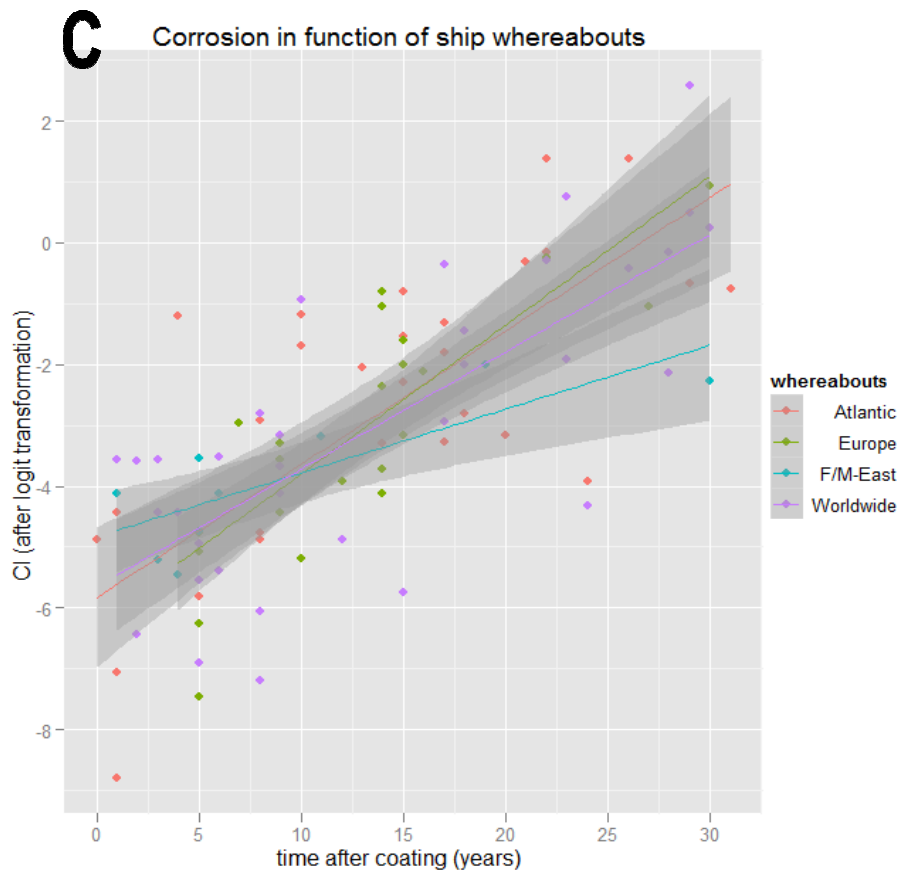 C
Corrosion in function of ship whereabouts
CI (after logit transformation)
2
0
-2
-4
-6
-8
0 5 10 15 20 25 30
time after coating (years)
whereabouts
Atlantic
Europe
F/M-East
Worldwide